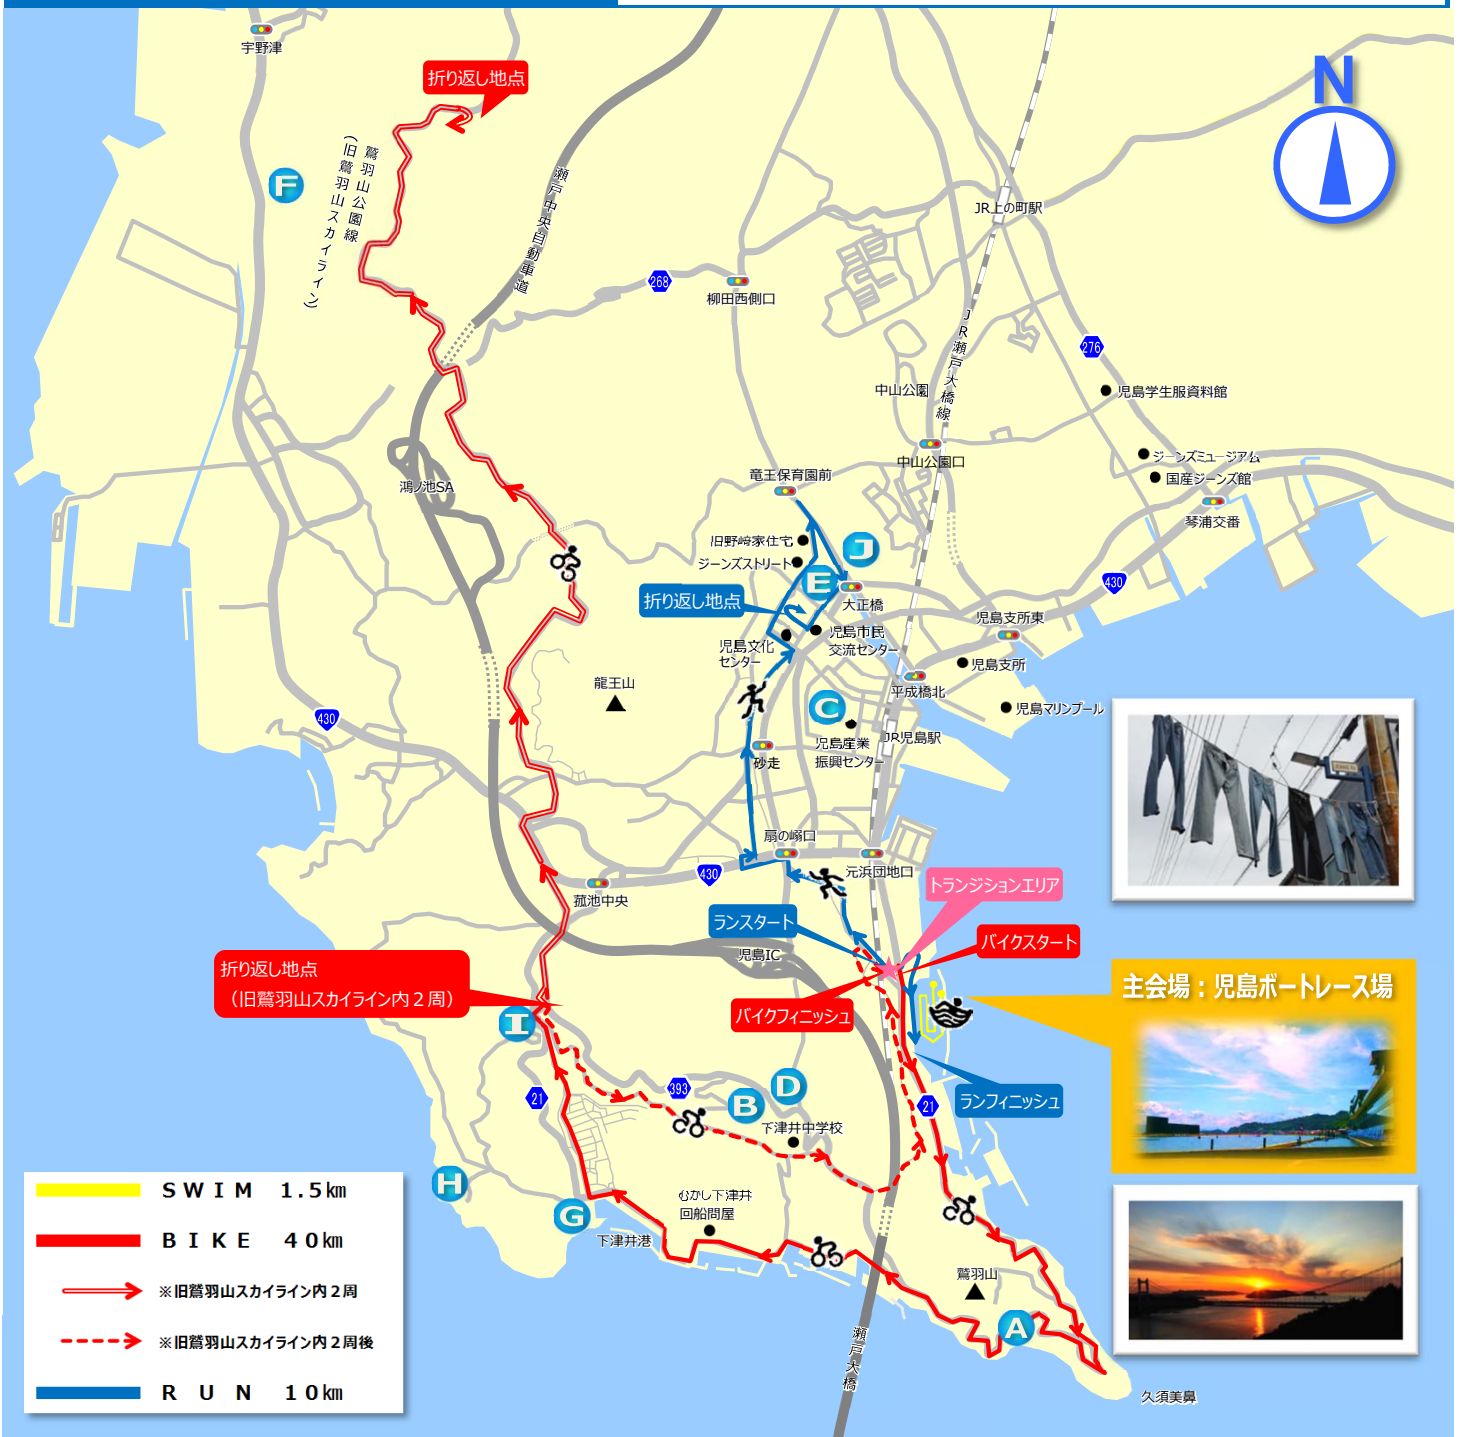 宇野津
折り返し地点
N
F
鷲羽山公園線
(旧鷲羽山スカイライン)
瀬戸中央自動車道
JR上の町駅
268
柳田西側口
JR瀬戸大橋線
276
中山公園
児島学生服資料館
中山公園口
ジーンズミュージアム
国産ジーンズ館
竜王保育園前
鴻ノ池SA
琴浦交番
旧野﨑家住宅
J
ジーンズストリート
E
430
折り返し地点
大正橋
児島支所東
児島市民
交流センター
児島文化
センター
児島支所
龍王山
平成橋北
C
児島マリンプール
430
児島産業
振興センター
JR児島駅
砂走
扇の嵶口
430
元浜団地口
菰池中央
トランジションエリア
ランスタート
バイクスタート
児島IC
折り返し地点
(旧鷲羽山スカイライン内２周)
主会場：児島ボートレース場
バイクフィニッシュ
I
D
393
B
21
21
ランフィニッシュ
下津井中学校
H
G
むかし下津井
回船問屋
下津井港
鷲羽山
A
瀬戸大橋
久須美鼻
SWIM 1.5㎞
BIKE 40㎞
※旧鷲羽山スカイライン内２周
※旧鷲羽山スカイライン内２周後
RUN 10㎞